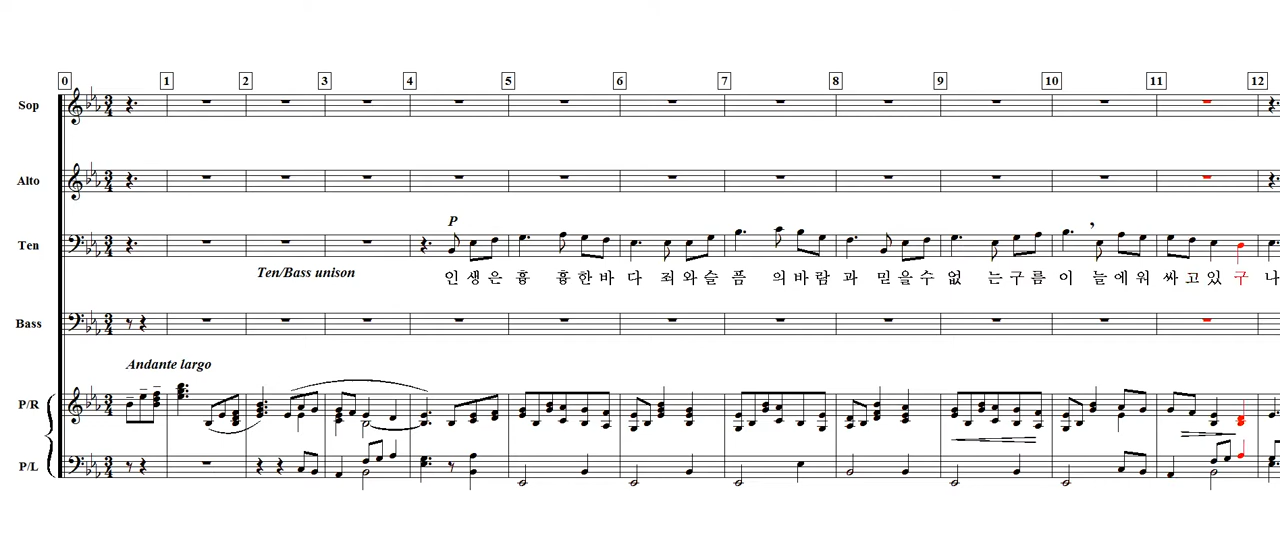 0 1 2 3 4 5 6 7 8 9 10 11 12
Sop
Alto
P
Ten
Ten/Bass unison
인 생 은 흉 흉 한 바 다 죄 와 슬 픔 의 바 람 과 믿 을 수 없 는 구 름 이 늘 에 워 싸 고 있 구 나
Bass
Andante largo
P/R
P/L